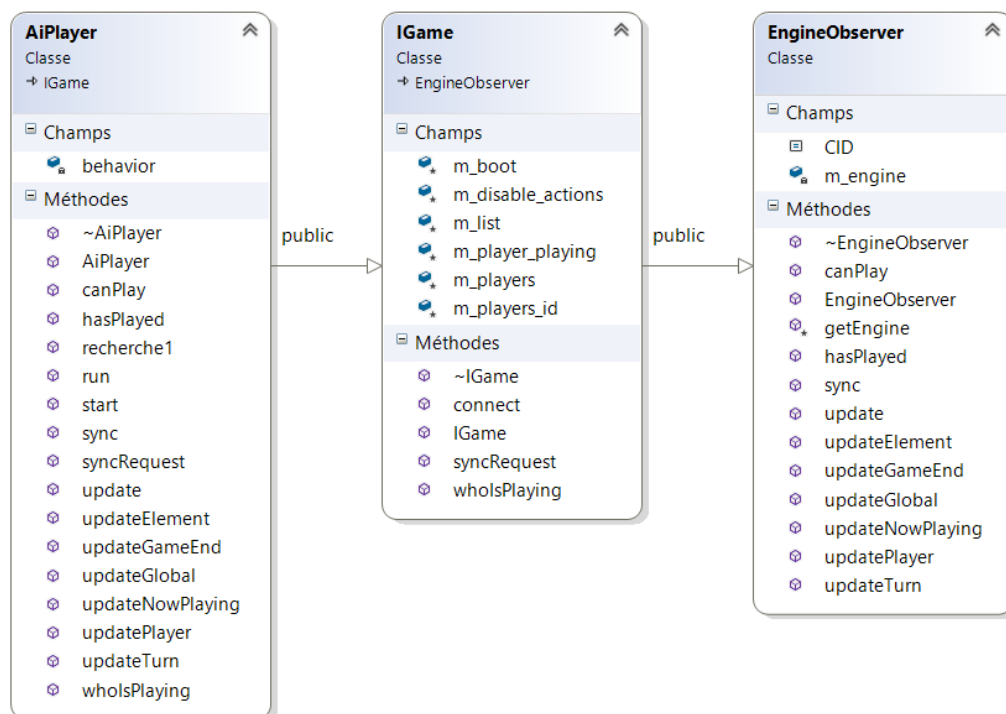 AiPlayer
Classe
IGame
Champs
behavior
Méthodes
~AiPlayer
AiPlayer
canPlay
hasPlayed
recherche1
run
start
sync
syncRequest
update
updateElement
updateGameEnd
updateGlobal
updateNowPlaying
updatePlayer
updateTurn
whoIsPlaying
public
IGame
Classe
EngineObserver
Champs
m_boot
m_disable_actions
m_list
m_player_playing
m_players
m_players_id
Méthodes
~IGame
connect
IGame
syncRequest
whoIsPlaying
public
EngineObserver
Classe
Champs
CID
m_engine
Méthodes
~EngineObserver
canPlay
EngineObserver
getEngine
hasPlayed
sync
update
updateElement
updateGameEnd
updateGlobal
updateNowPlaying
updatePlayer
updateTurn